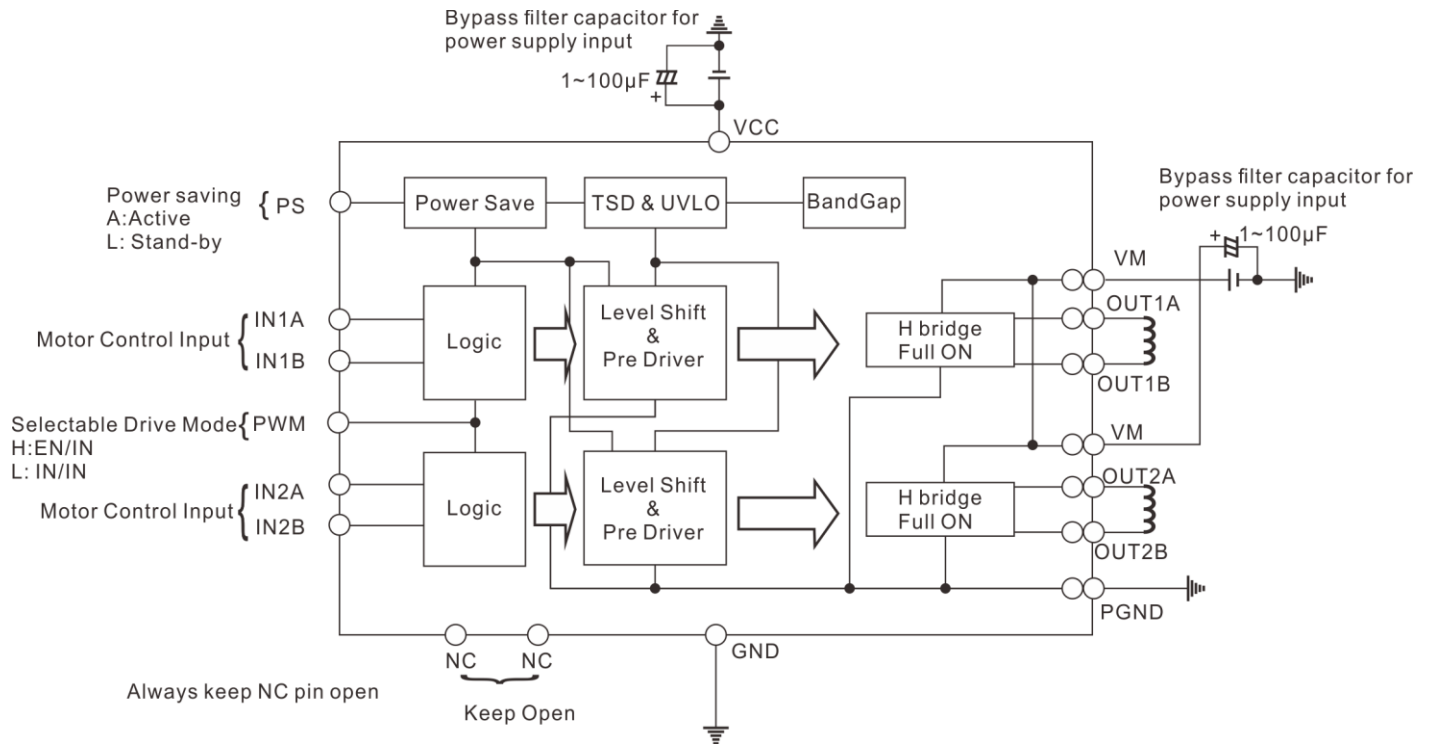 Bypass filter capacitor for
power supply input
1~100µF
+
VCC
Bypass filter capacitor for
power supply input
+
1~100µF
Power saving
A:Active
L: Stand-by
{ PS
Power Save
TSD & UVLO
BandGap
VM
OUT1A
OUT1B
Motor Control Input
{
IN1A
IN1B
Logic
Level Shift
&
Pre Driver
H bridge
Full ON
Selectable Drive Mode
{ PWM
H:EN/IN
L: IN/IN
VM
OUT2A
OUT2B
Motor Control Input
{
IN2A
IN2B
Logic
Level Shift
&
Pre Driver
H bridge
Full ON
PGND
NC
NC
GND
Always keep NC pin open
Keep Open